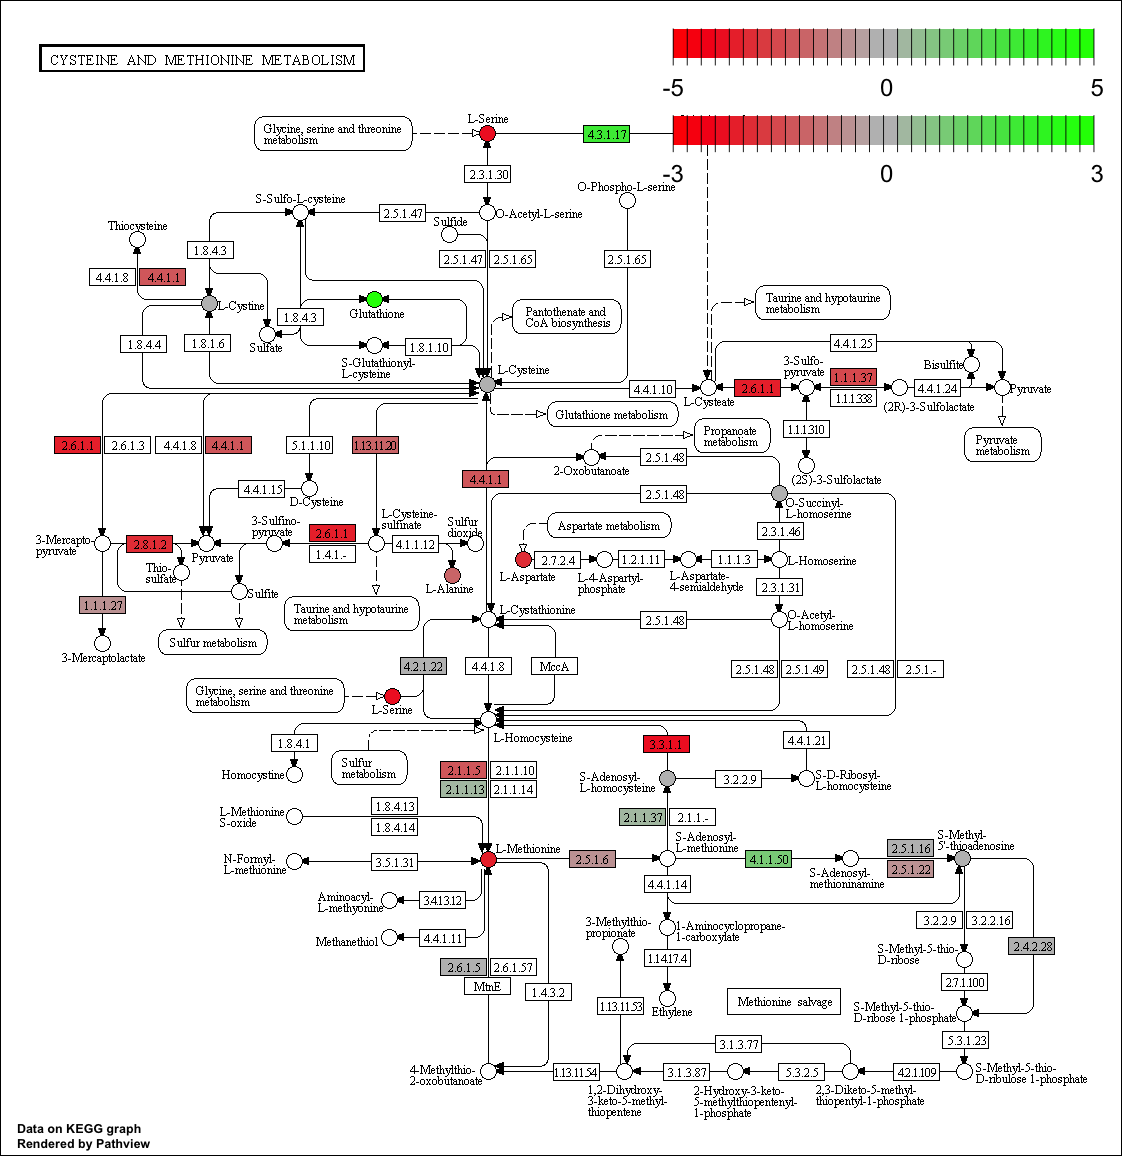 CYSTEINE AND METHIONINE METABOLISM
-5 0 5
-3 0 3
L-Serine
Glycine, serine and threonine
metabolism
4.3.1.17
2.3.1.30
O-Phospho-L-serine
S-Sulfo-L-cysteine
2.5.1.47
O-Acetyl-L-serine
Sulfide
Thiocysteine
1.8.4.3
2.5.1.47
2.5.1.65
2.5.1.65
4.4.1.8
4.4.1.1
L-Cystine
Glutathione
1.8.4.3
Pantothenate and
CoA biosynthesis
Taurine and hypotaurine
metabolism
1.8.4.4
1.8.1.6
Sulfate
1.8.1.10
S-Glutathionyl-
L-cysteine
L-Cysteine
4.4.1.25
3-Sulfo-
pyruvate
Bisulfite
4.4.1.10
L-Cysteate
2.6.1.1
1.1.1.37
1.1.1.338
4.4.1.24
(2R)-3-Sulfolactate
Pyruvate
Glutathione metabolism
Propanoate
metabolism
1.1.1.310
Pyruvate
metabolism
2.6.1.1
2.6.1.3
4.4.1.8
4.4.1.1
5.1.1.10
1.13.11.20
2.5.1.48
2-Oxobutanoate
(2S)-3-Sulfolactate
4.4.1.1
4.4.1.15
D-Cysteine
2.5.1.48
O-Succinyl-
L-homoserine
3-Sulfino-
pyruvate
L-Cysteine-
sulfinate
Sulfur
dioxide
Aspartate metabolism
2.3.1.46
3-Mercapto-
pyruvate
2.8.1.2
Pyruvate
2.6.1.1
1.4.1.-
4.1.1.12
L-Aspartate
2.7.2.4
L-4-Aspartyl-
phosphate
1.2.1.11
L-Aspartate-
4-semialdehyde
1.1.1.3
L-Homoserine
Thio-
sulfate
Sulfite
L-Alanine
2.3.1.31
1.1.1.27
Taurine and hypotaurine
metabolism
L-Cystathionine
2.5.1.48
O-Acetyl-
L-homoserine
3-Mercaptolactate
Sulfur metabolism
4.2.1.22
4.4.1.8
MccA
2.5.1.48
2.5.1.49
2.5.1.48
2.5.1.-
Glycine, serine and threonine
metabolism
L-Serine
L-Homocysteine
1.8.4.1
3.3.1.1
4.4.1.21
Homocystine
Sulfur
metabolism
2.1.1.5
2.1.1.10
2.1.1.13
2.1.1.14
S-Adenosyl-
L-homocysteine
3.2.2.9
S-D-Ribosyl-
L-homocysteine
L-Methionine
S-oxide
1.8.4.13
1.8.4.14
2.1.1.37
2.1.1.-
N-Formyl-
L-methionine
3.5.1.31
L-Methionine
2.5.1.6
S-Adenosyl-
L-methionine
4.1.1.50
S-Adenosyl-
methioninamine
2.5.1.16
2.5.1.22
S-Methyl-
5'-thioadenosine
Aminoacyl-
L-methyonine
3.4.13.12
4.4.1.14
Methanethiol
4.4.1.11
3-Methylthio-
propionate
1-Aminocyclopropane-
1-carboxylate
3.2.2.9
3.2.2.16
2.4.2.28
2.6.1.5
2.6.1.57
MtnE
1.4.3.2
1.14.17.4
S-Methyl-5-thio-
D-ribose
2.7.1.100
1.13.11.53
Ethylene
Methionine salvage
S-Methyl-5-thio-
D-ribose 1-phosphate
5.3.1.23
4-Methylthio-
2-oxobutanoate
1.13.11.54
3.1.3.77
3.1.3.87
5.3.2.5
4.2.1.109
S-Methyl-5-thio-
D-ribulose 1-phosphate
1,2-Dihydroxy-
3-keto-5-methyl-
thiopentene
2-Hydroxy-3-keto-
5-methylthiopentenyl-
1-phosphate
2,3-Diketo-5-methyl-
thiopentyl-1-phosphate
Data on KEGG graph
Rendered by Pathview